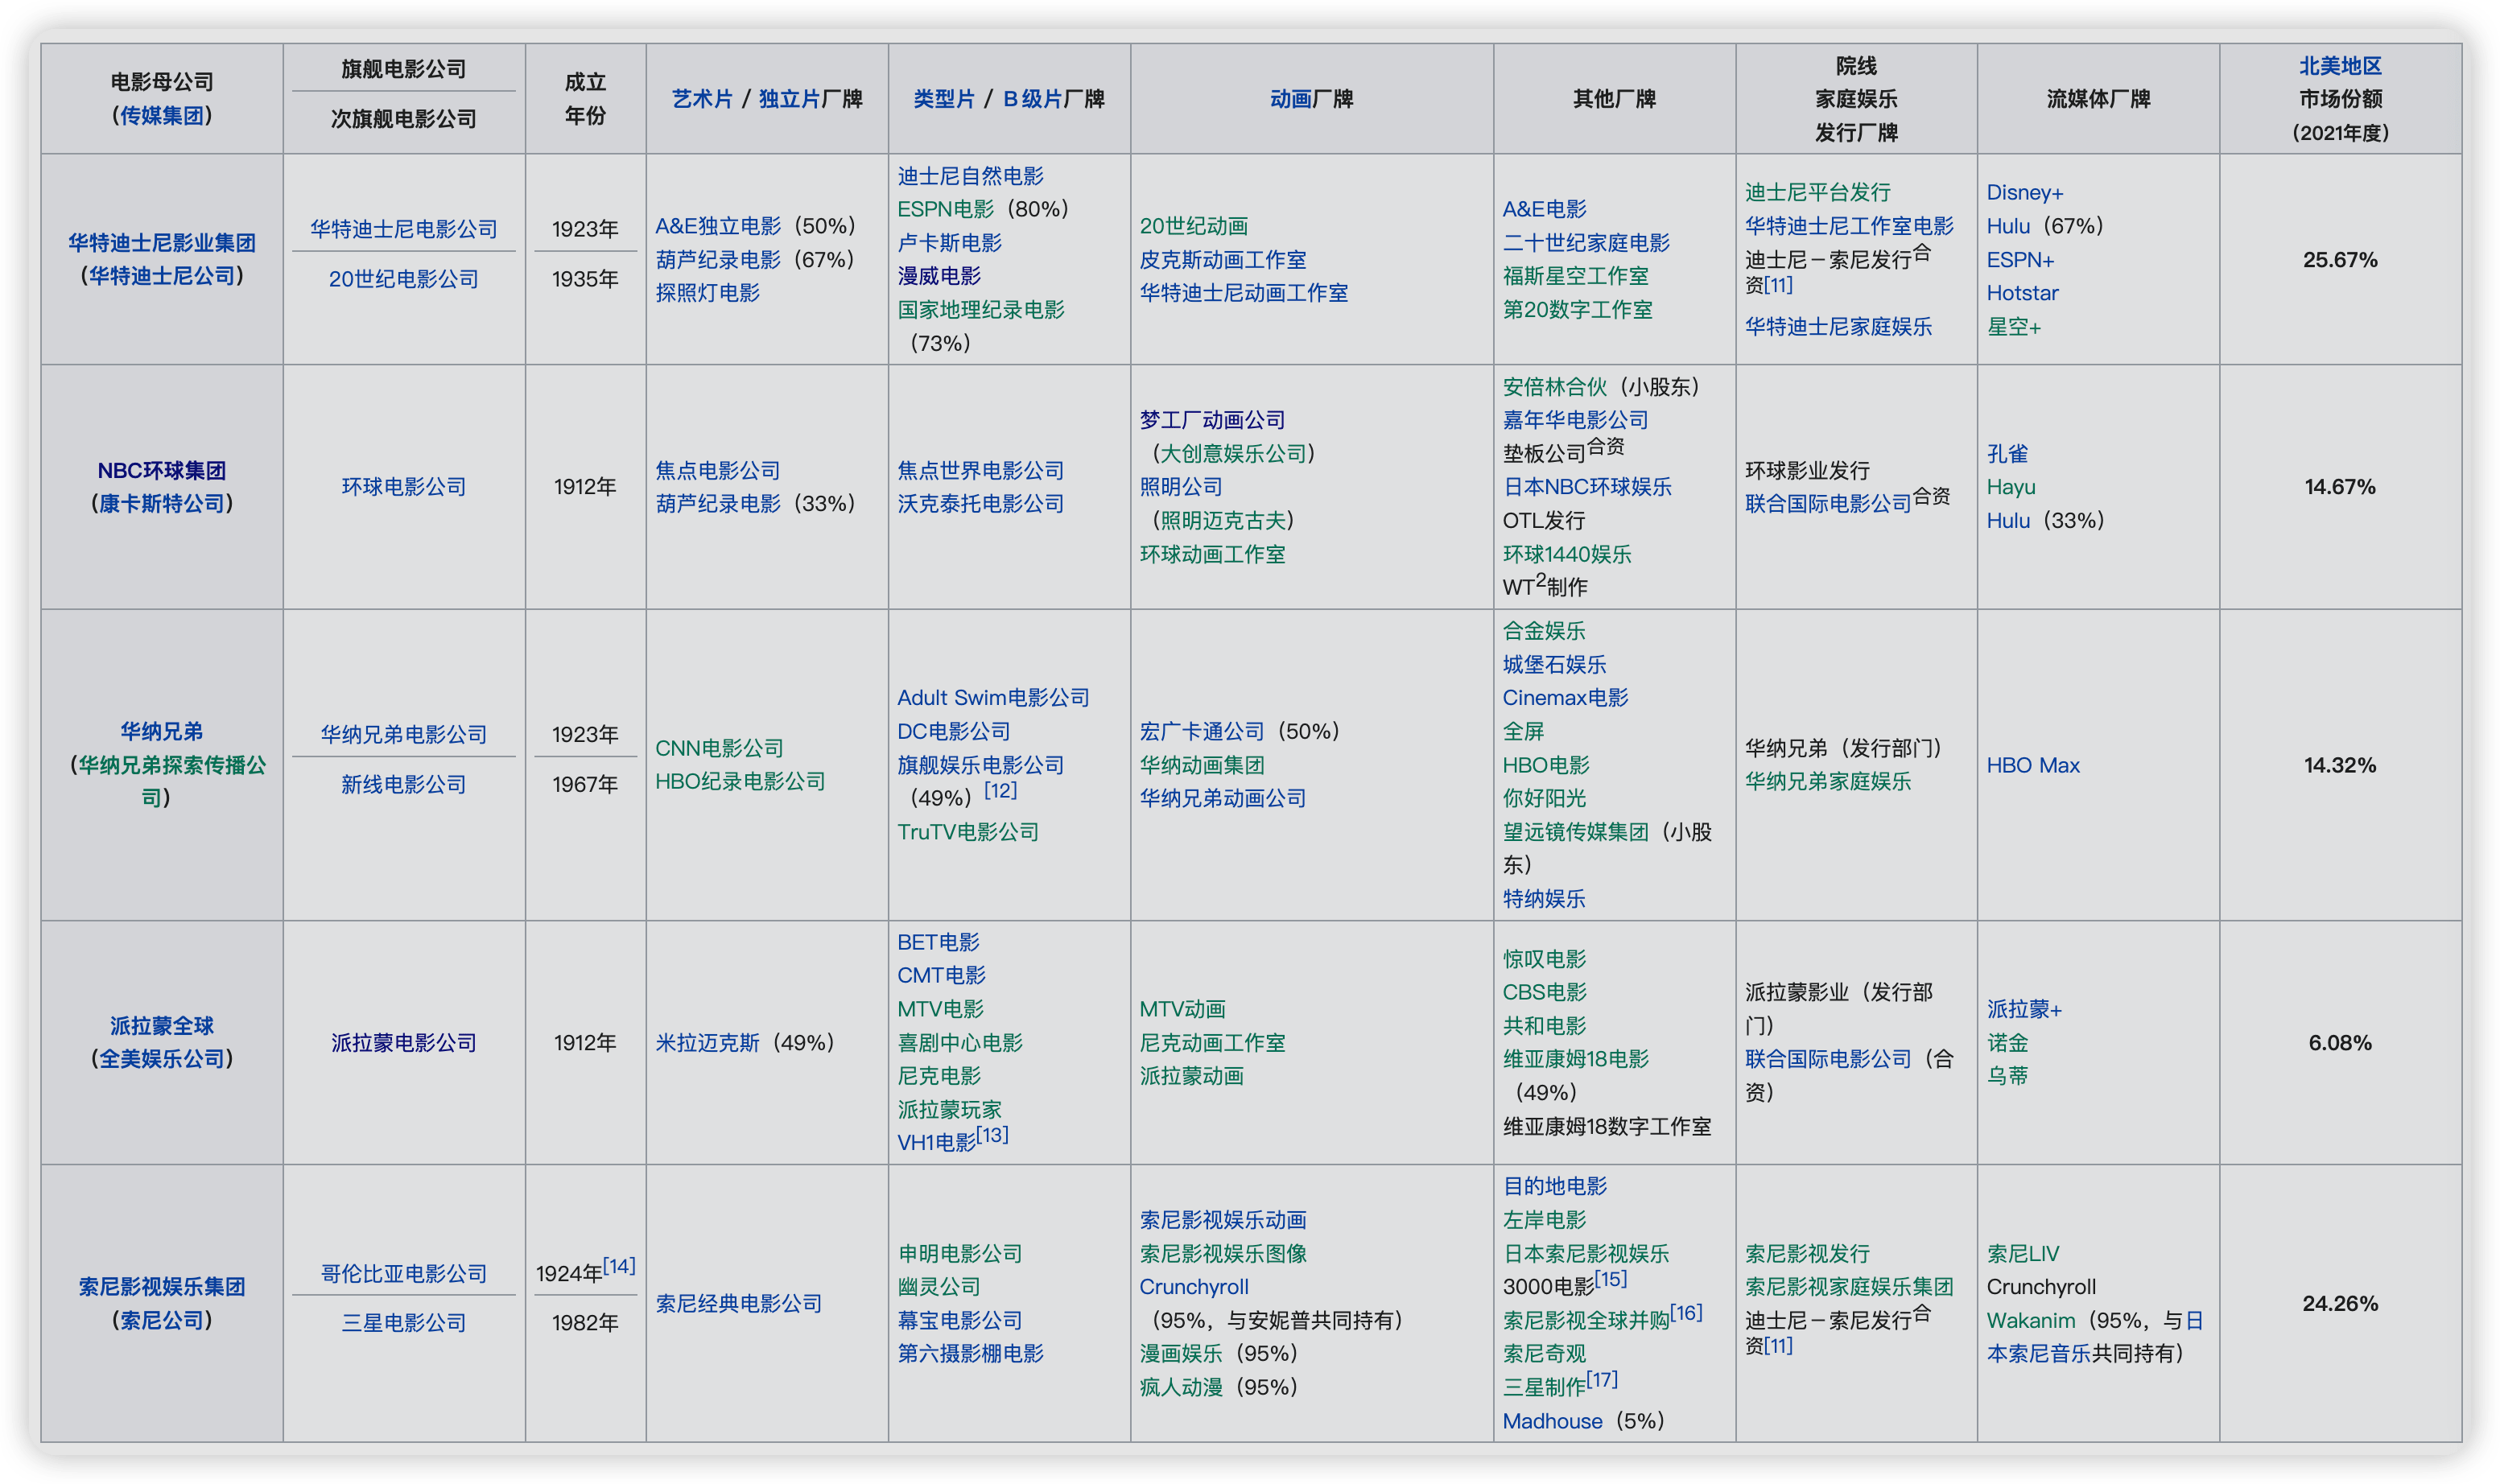 电影母公司
（传媒集团）
旗舰电影公司
次旗舰电影公司
成立
年份
艺术片 / 独立片厂牌
类型片 / B 级片厂牌
动画厂牌
其他厂牌
院线
家庭娱乐
发行厂牌
流媒体厂牌
北美地区
市场份额
（2021年度）
华特迪士尼影业集团
（华特迪士尼公司）
华特迪士尼电影公司
20世纪电影公司
1923年
1935年
A&E独立电影（50%）
葫芦纪录电影（67%）
探照灯电影
迪士尼自然电影
ESPN电影（80%）
卢卡斯电影
漫威电影
国家地理纪录电影
（73%）
20世纪动画
皮克斯动画工作室
华特迪士尼动画工作室
A&E电影
二十世纪家庭电影
福斯星空工作室
第20数字工作室
迪士尼平台发行
华特迪士尼工作室电影
迪士尼－索尼发行合
资[11]
华特迪士尼家庭娱乐
Disney+
Hulu（67%）
ESPN+
Hotstar
星空+
25.67%
NBC环球集团
（康卡斯特公司）
环球电影公司
1912年
焦点电影公司
葫芦纪录电影（33%）
焦点世界电影公司
沃克泰托电影公司
梦工厂动画公司
（大创意娱乐公司）
照明公司
（照明迈克古夫）
环球动画工作室
安倍林合伙（小股东）
嘉年华电影公司
垫板公司合资
日本NBC环球娱乐
OTL发行
环球1440娱乐
WT2制作
环球影业发行
联合国际电影公司合资
孔雀
Hayu
Hulu（33%）
14.67%
华纳兄弟
（华纳兄弟探索传播公
司）
华纳兄弟电影公司
新线电影公司
1923年
1967年
CNN电影公司
HBO纪录电影公司
Adult Swim电影公司
DC电影公司
旗舰娱乐电影公司
（49%）[12]
TruTV电影公司
宏广卡通公司（50%）
华纳动画集团
华纳兄弟动画公司
合金娱乐
城堡石娱乐
Cinemax电影
全屏
HBO电影
你好阳光
望远镜传媒集团（小股
东）
特纳娱乐
华纳兄弟（发行部门）
华纳兄弟家庭娱乐
HBO Max
14.32%
派拉蒙全球
（全美娱乐公司）
派拉蒙电影公司
1912年
米拉迈克斯（49%）
BET电影
CMT电影
MTV电影
喜剧中心电影
尼克电影
派拉蒙玩家
VH1电影[13]
MTV动画
尼克动画工作室
派拉蒙动画
惊叹电影
CBS电影
共和电影
维亚康姆18电影
（49%）
维亚康姆18数字工作室
派拉蒙影业（发行部
门）
联合国际电影公司（合
资）
派拉蒙+
诺金
乌蒂
6.08%
索尼影视娱乐集团
（索尼公司）
哥伦比亚电影公司
三星电影公司
1924年[14]
1982年
索尼经典电影公司
申明电影公司
幽灵公司
幕宝电影公司
第六摄影棚电影
索尼影视娱乐动画
索尼影视娱乐图像
Crunchyroll
（95%，与安妮普共同持有）
漫画娱乐（95%）
疯人动漫（95%）
目的地电影
左岸电影
日本索尼影视娱乐
3000电影[15]
索尼影视全球并购[16]
索尼奇观
三星制作[17]
Madhouse（5%）
索尼影视发行
索尼影视家庭娱乐集团
迪士尼－索尼发行合
资[11]
索尼LIV
Crunchyroll
Wakanim（95%，与日
本索尼音乐共同持有）
24.26%